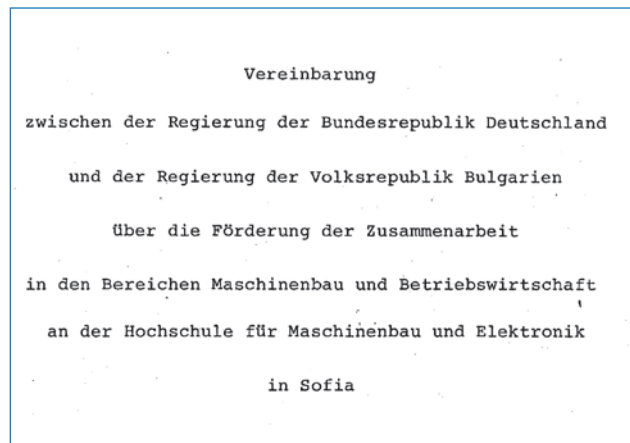 Vereinbarung
zwischen der Regierung der Bundesrepublik Deutschland
und der Regierung der Volksrepublik Bulgarien
über die Förderung der Zusammenarbeit
in den Bereichen Maschinenbau und Betriebswirtschaft
an der Hochschule für Maschinenbau und Elektronik
in Sofia